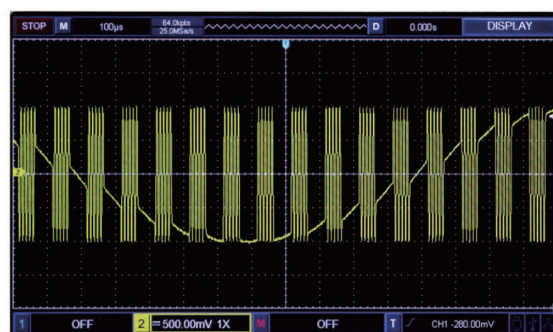 STOP M 100μs 64.0kpts D 0.000s DISPLAY
25.0MSa/s
1 OFF 2 500.00mV 1X M OFF T CH1 -280.00mV